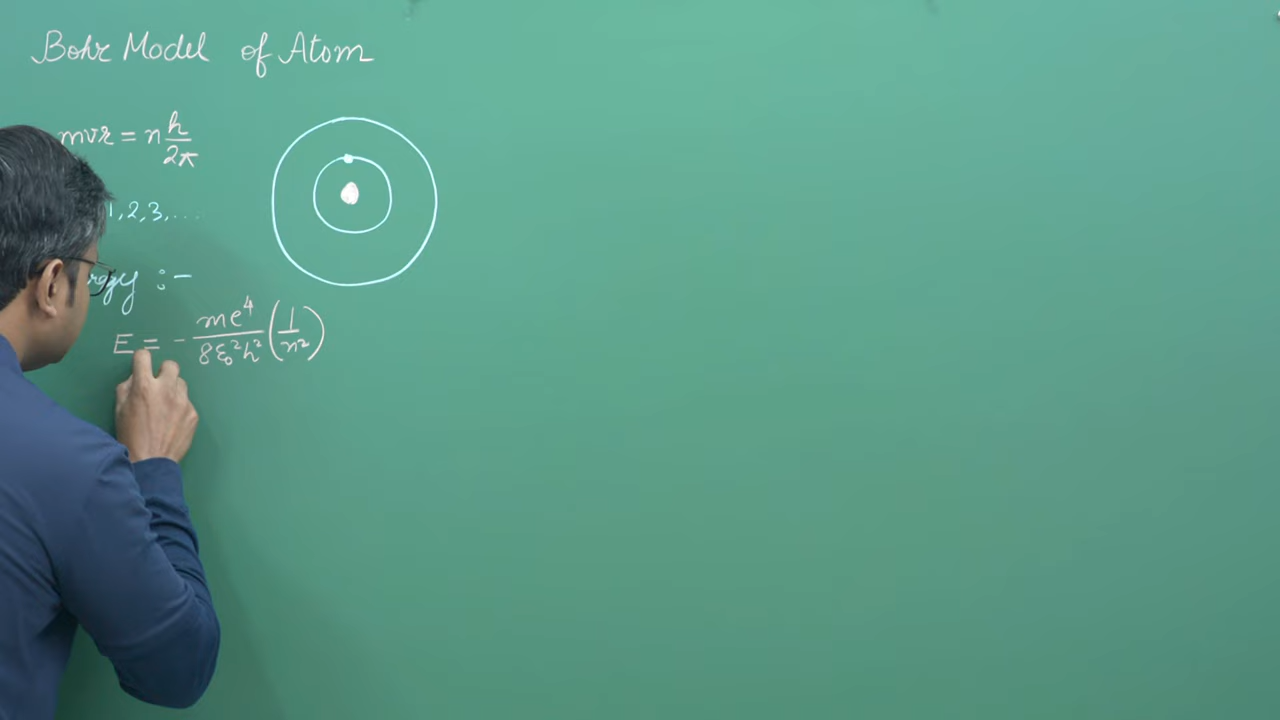 Bohr Model of Atom
mvr = n h/2π
1, 2, 3, ....
:-
E = - me⁴/8ε₀²h² (1/n²)